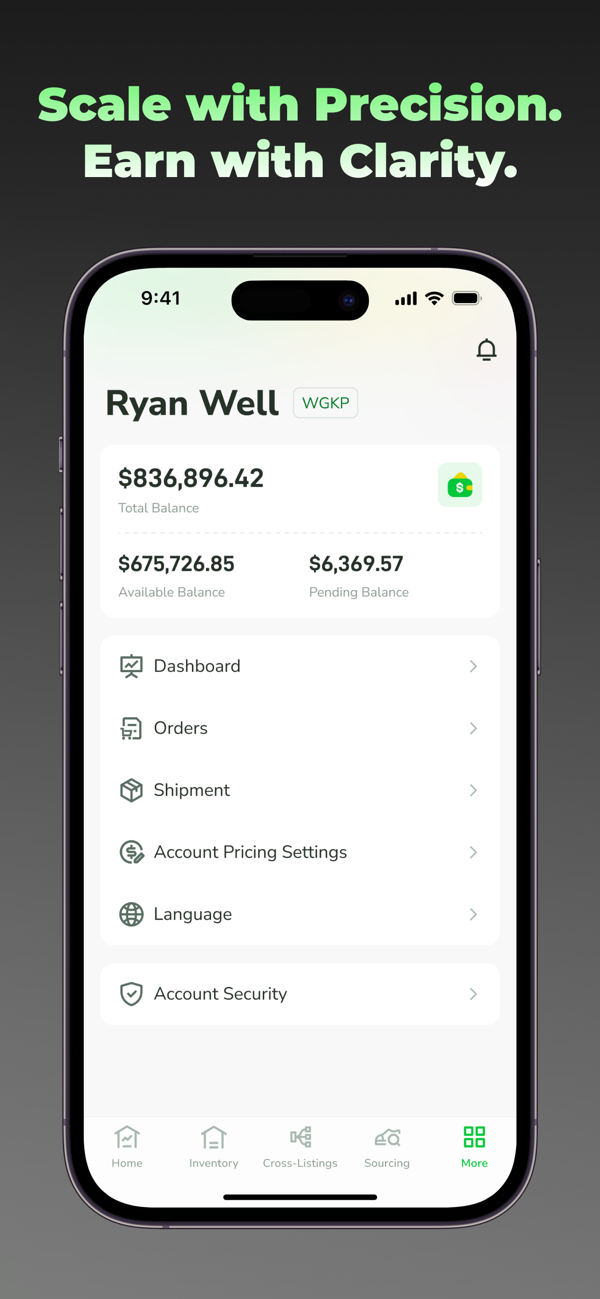 Scale with Precision.
Earn with Clarity.
9:41
Ryan Well WGKP
$836,896.42
Total Balance
$675,726.85 $6,369.57
Available Balance Pending Balance
Dashboard
Orders
Shipment
Account Pricing Settings
Language
Account Security
Home Inventory Cross-Listings Sourcing More